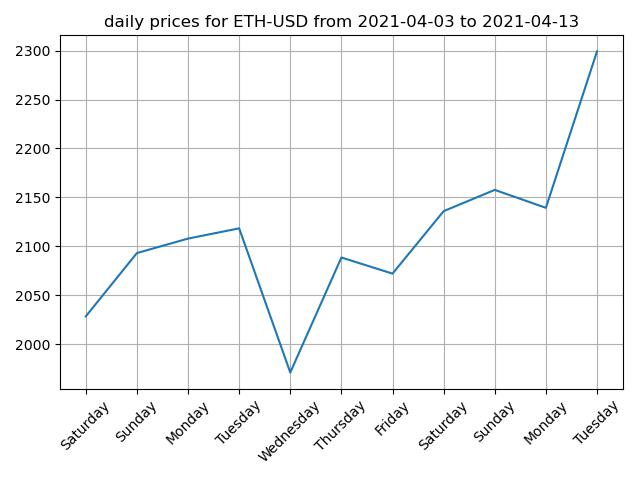 daily prices for ETH-USD from 2021-04-03 to 2021-04-13
2300
2250
2200
2150
2100
2050
2000
Saturday
Sunday
Monday
Tuesday
Wednesday
Thursday
Friday
Saturday
Sunday
Monday
Tuesday